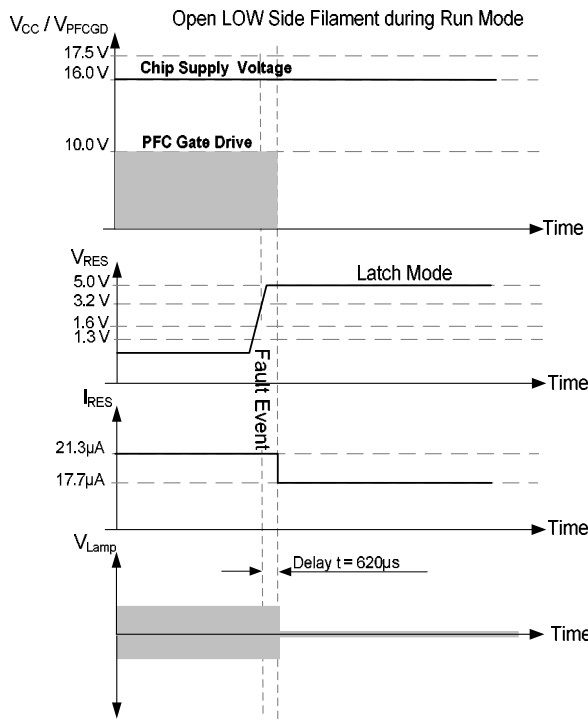 Open LOW Side Filament during Run Mode
VCC / VPFCGD
17.5 V
Chip Supply Voltage
16.0 V
10.0 V
PFC Gate Drive
Time
VRES
5.0 V
Latch Mode
3.2 V
1.6 V
1.3 V
Fault Event
Time
IRES
21.3µA
17.7µA
Time
VLamp
Delay t = 620µs
Time